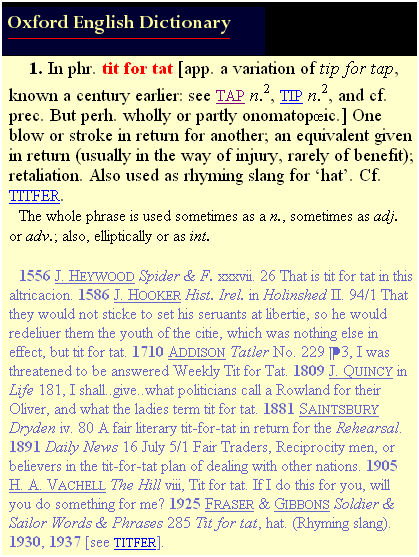 Oxford English Dictionary
1. In phr. tit for tat [app. a variation of tip for tap,
known a century earlier: see TAP n.², TIP n.², and cf.
prec. But perh. wholly or partly onomatopœic.] One
blow or stroke in return for another; an equivalent given
in return (usually in the way of injury, rarely of benefit);
retaliation. Also used as rhyming slang for ‘hat’. Cf.
TITFER.
The whole phrase is used sometimes as a n., sometimes as adj.
or adv.; also, elliptically or as int.
1556 J. HEYWOOD Spider & F. xxxvii. 26 That is tit for tat in this
altricacion. 1586 J. HOOKER Hist. Irel. in Holinshed II. 94/1 That
they would not sticke to set his seruants at libertie, so he would
redeliuer them the youth of the citie, which was nothing else in
effect, but tit for tat. 1710 ADDISON Tatler No. 229 ⁋3, I was
threatened to be answered Weekly Tit for Tat. 1809 J. QUINCY in
Life 181, I shall..give..what politicians call a Rowland for their
Oliver, and what the ladies term tit for tat. 1881 SAINTSBURY
Dryden iv. 80 A fair literary tit-for-tat in return for the Rehearsal.
1891 Daily News 16 July 5/1 Fair Traders, Reciprocity men, or
believers in the tit-for-tat plan of dealing with other nations. 1905
H. A. VACHELL The Hill viii, Tit for tat. If I do this for you, will
you do something for me? 1925 FRASER & GIBBONS Soldier &
Sailor Words & Phrases 285 Tit for tat, hat. (Rhyming slang).
1930, 1937 [see TITFER].